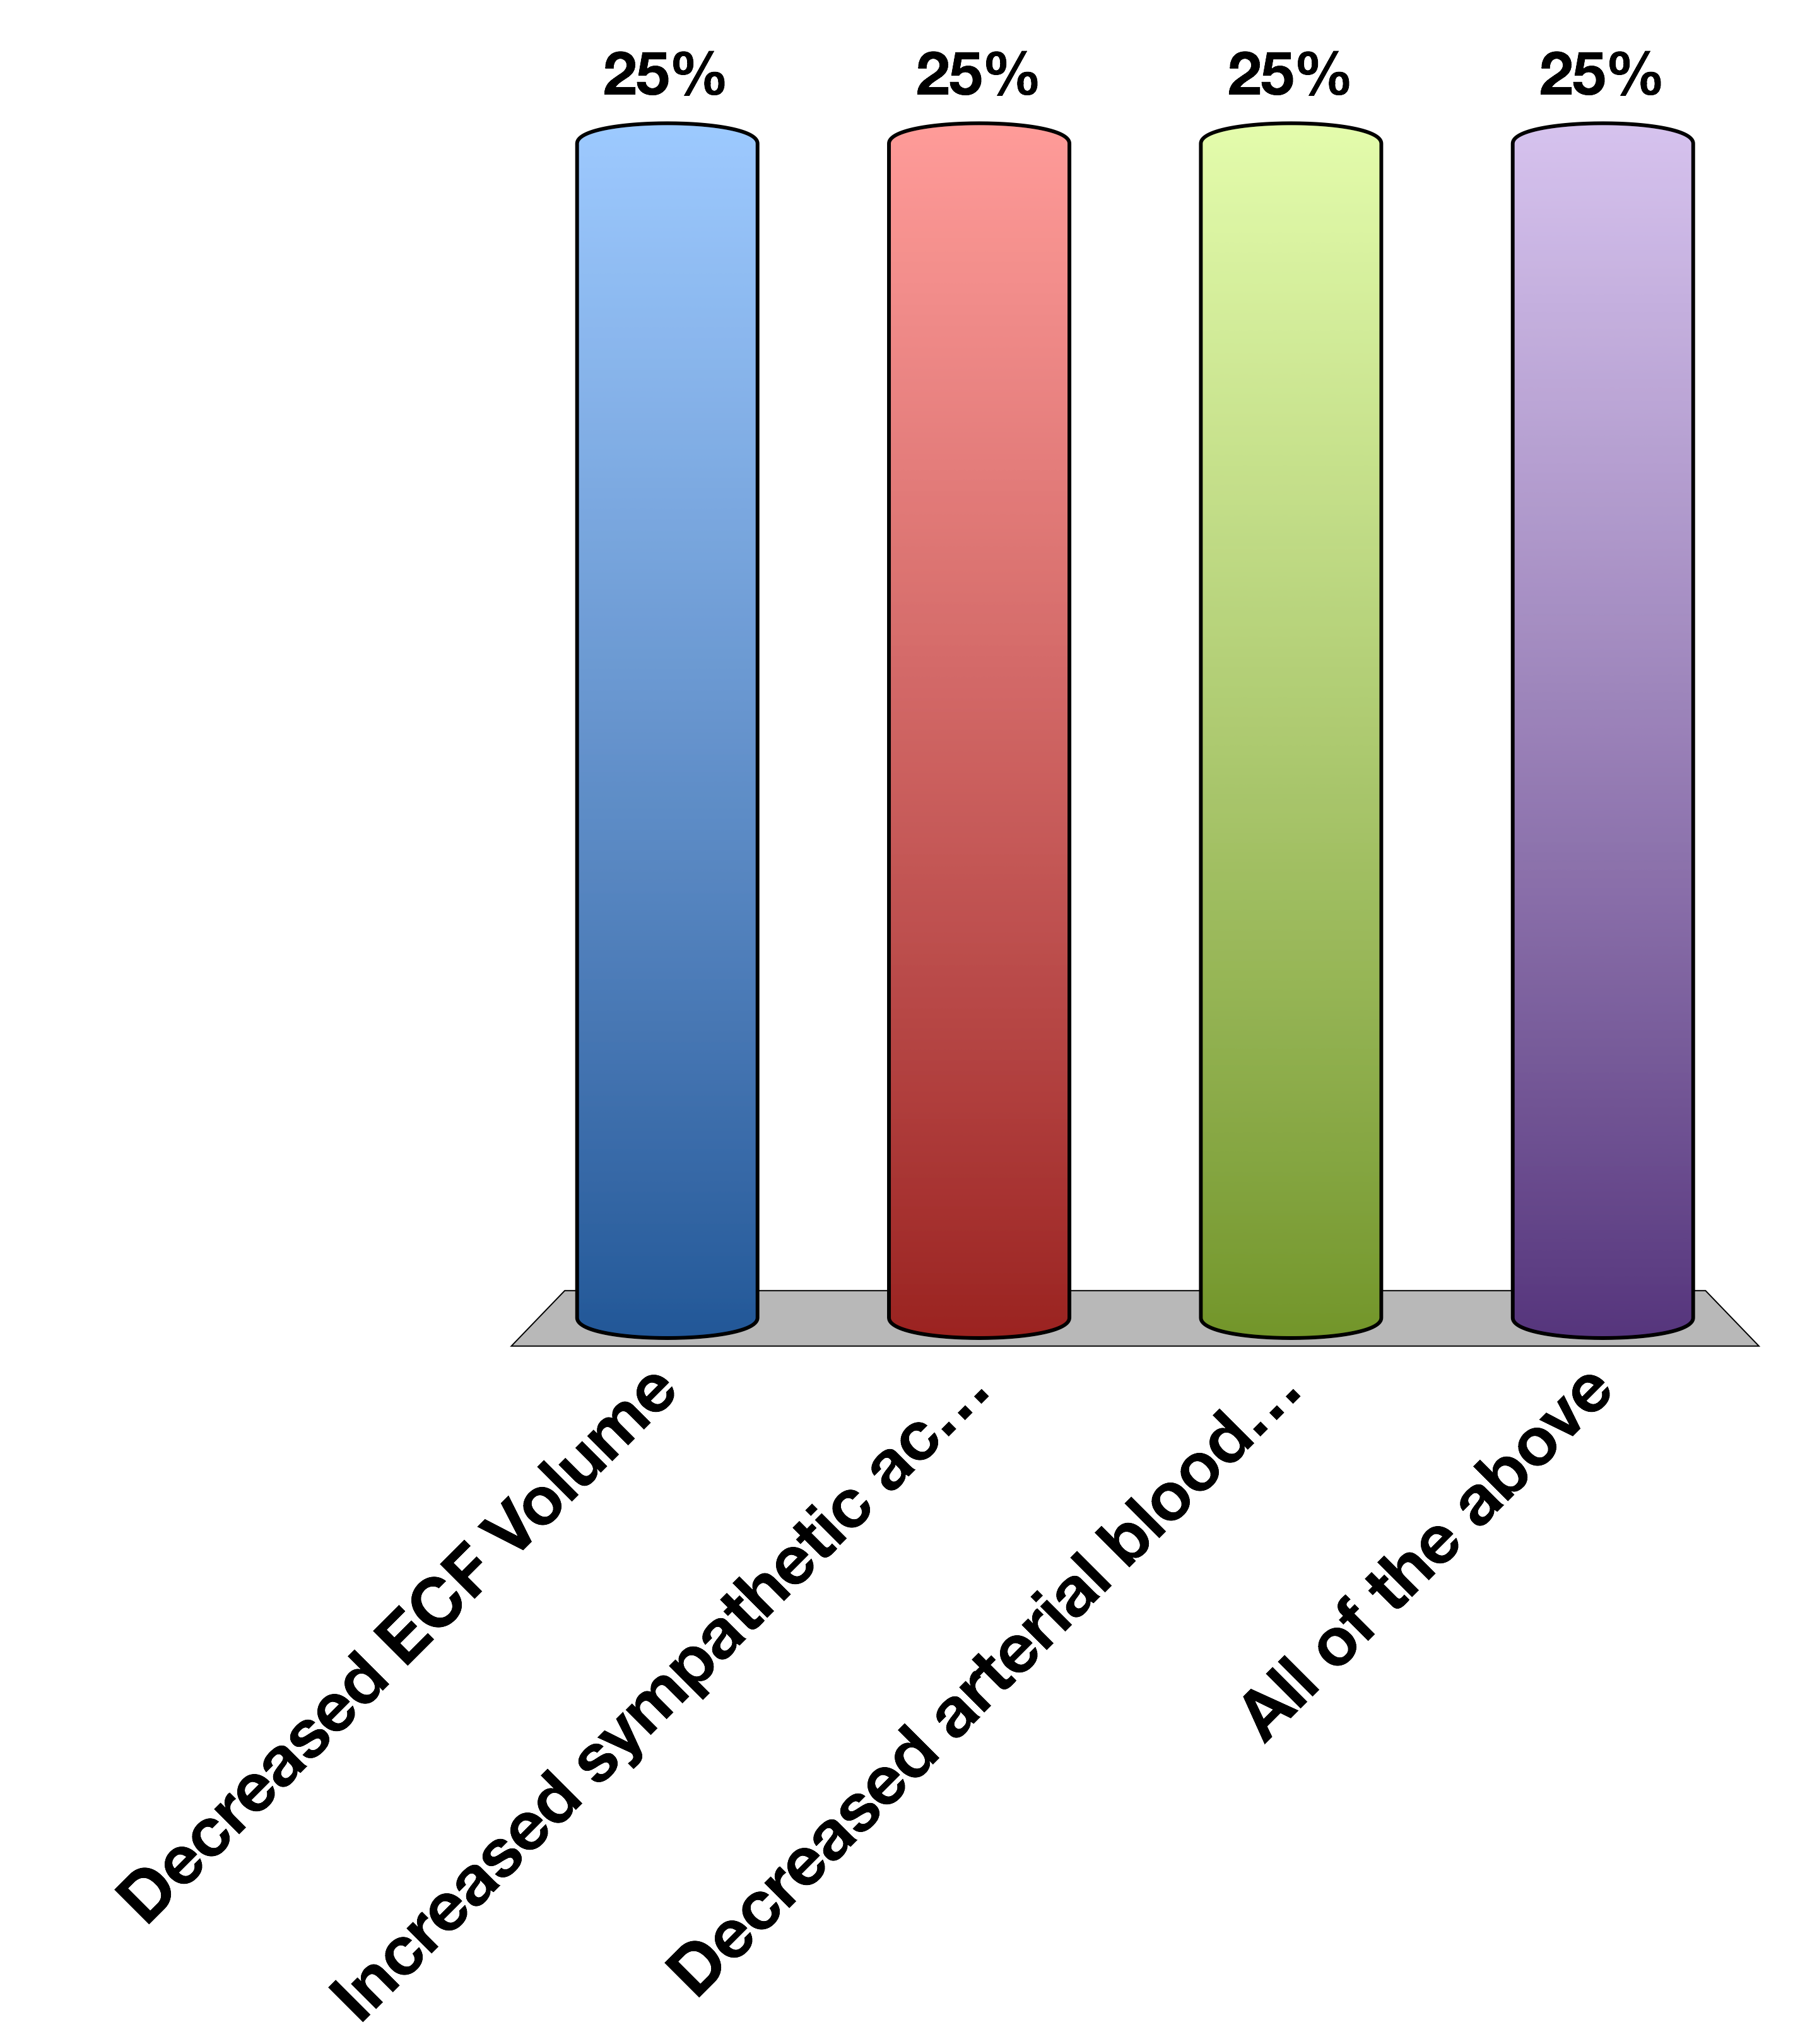 25%
25%
25%
25%
Decreased ECF Volume
Increased sympathetic ac...
Decreased arterial blood...
All of the above